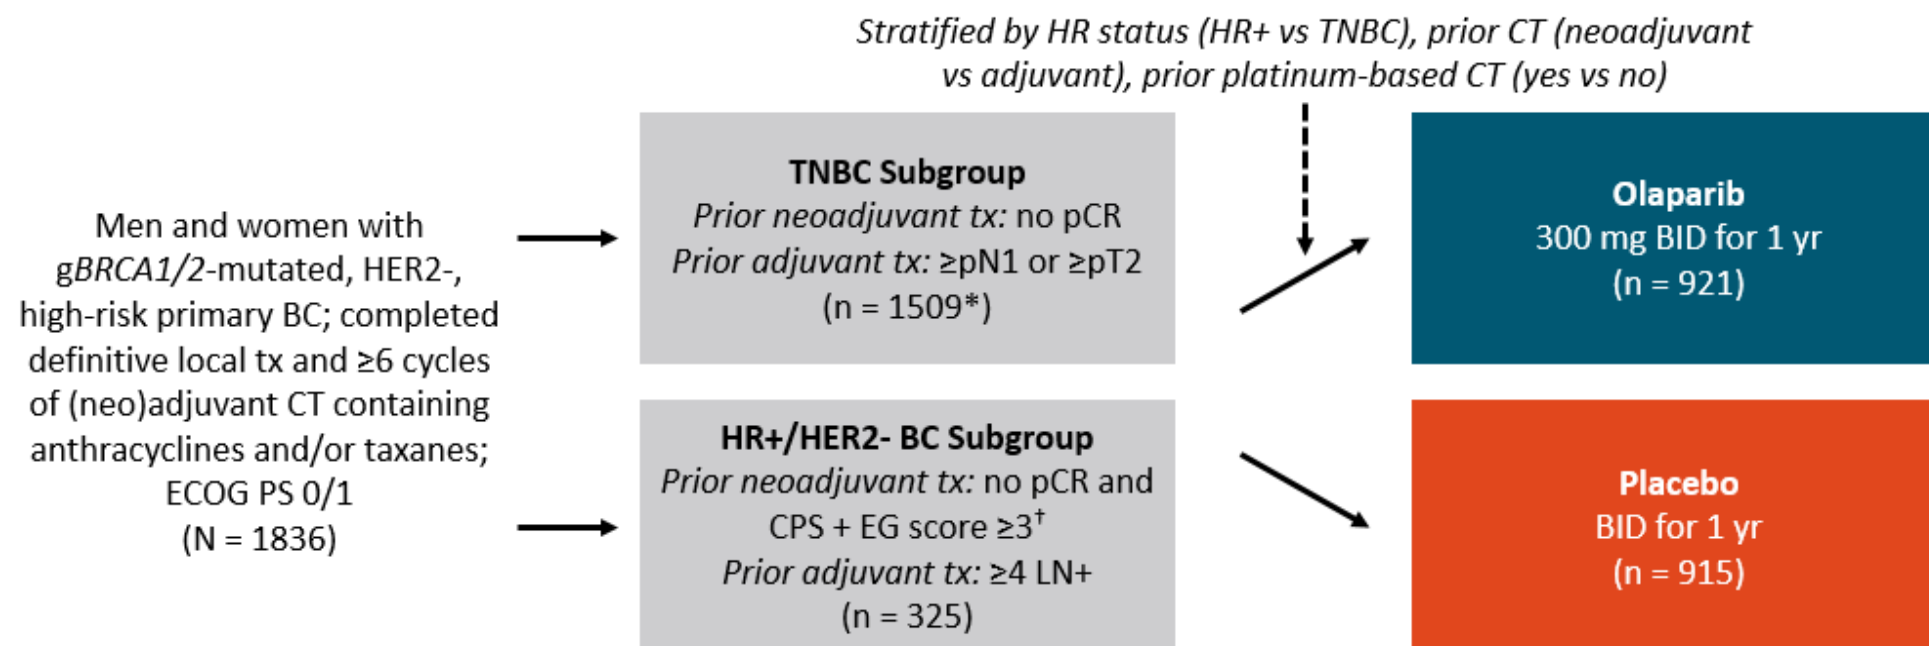 Stratified by HR status (HR+ vs TNBC), prior CT (neoadjuvant
vs adjuvant), prior platinum-based CT (yes vs no)
Men and women with
gBRCA1/2-mutated, HER2-,
high-risk primary BC; completed
definitive local tx and ≥6 cycles
of (neo)adjuvant CT containing
anthracyclines and/or taxanes;
ECOG PS 0/1
(N = 1836)
TNBC Subgroup
Prior neoadjuvant tx: no pCR
Prior adjuvant tx: ≥pN1 or ≥pT2
(n = 1509*)
HR+/HER2- BC Subgroup
Prior neoadjuvant tx: no pCR and
CPS + EG score ≥3†
Prior adjuvant tx: ≥4 LN+
(n = 325)
Olaparib
300 mg BID for 1 yr
(n = 921)
Placebo
BID for 1 yr
(n = 915)